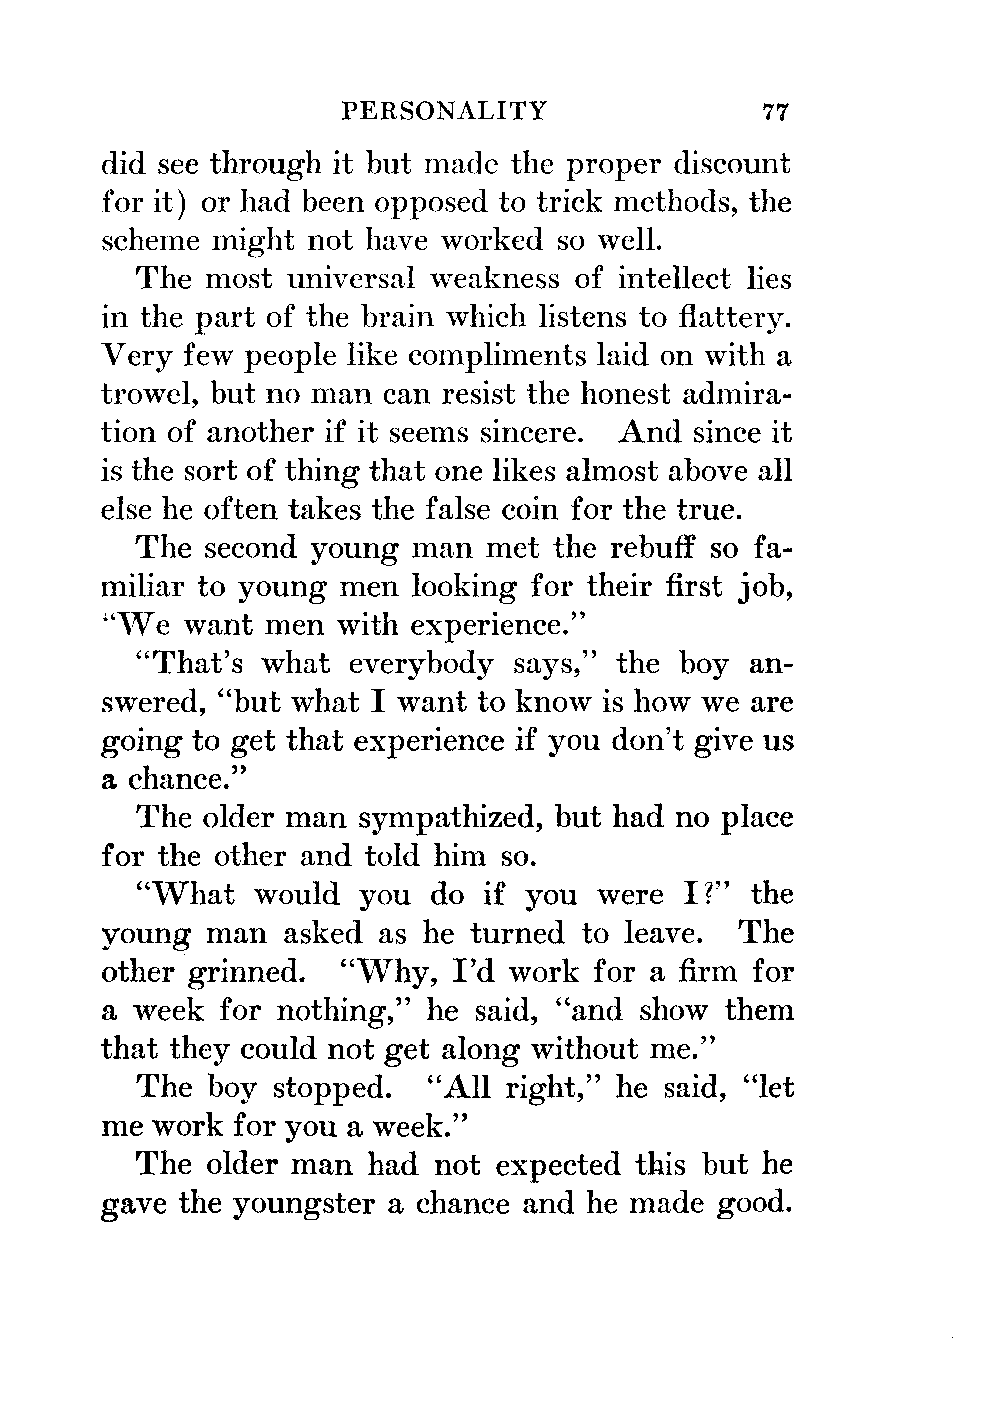 PERSONALITY 77
did see through it but made the proper discount
for it) or had been opposed to trick methods, the
scheme might not have worked so well.
The most universal weakness of intellect lies
in the part of the brain which listens to flattery.
Very few people like compliments laid on with a
trowel, but no man can resist the honest admira-
tion of another if it seems sincere. And since it
is the sort of thing that one likes almost above all
else he often takes the false coin for the true.
The second young man met the rebuff so fa-
miliar to young men looking for their first job,
“We want men with experience.”
“That’s what everybody says,” the boy an-
swered, “but what I want to know is how we are
going to get that experience if you don’t give us
a chance.”
The older man sympathized, but had no place
for the other and told him so.
“What would you do if you were I?” the
young man asked as he turned to leave. The
other grinned. “Why, I’d work for a firm for
a week for nothing,” he said, “and show them
that they could not get along without me.”
The boy stopped. “All right,” he said, “let
me work for you a week.”
The older man had not expected this but he
gave the youngster a chance and he made good.